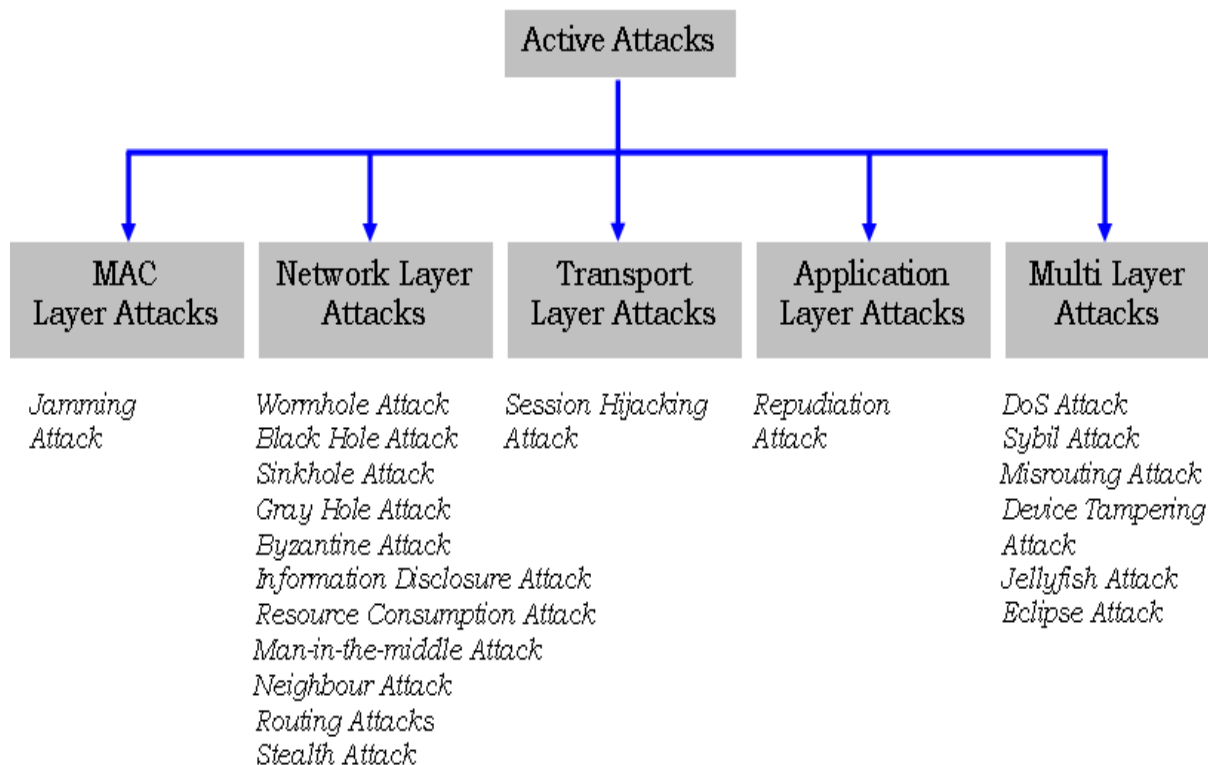 Active Attacks
MAC
Layer Attacks
Network Layer
Attacks
Transport
Layer Attacks
Application
Layer Attacks
Multi Layer
Attacks
Jamming
Attack
Wormhole Attack
Black Hole Attack
Sinkhole Attack
Gray Hole Attack
Byzantine Attack
Information Disclosure Attack
Resource Consumption Attack
Man-in-the-middle Attack
Neighbour Attack
Routing Attacks
Stealth Attack
Session Hijacking
Attack
Repudiation
Attack
DoS Attack
Sybil Attack
Misrouting Attack
Device Tampering
Attack
Jellyfish Attack
Eclipse Attack